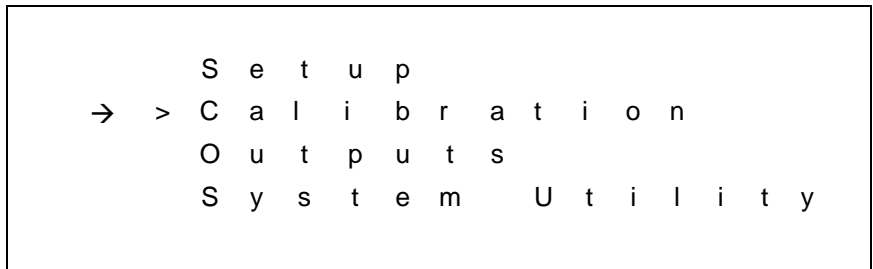 Setup
→ > Calibration
Outputs
System Utility